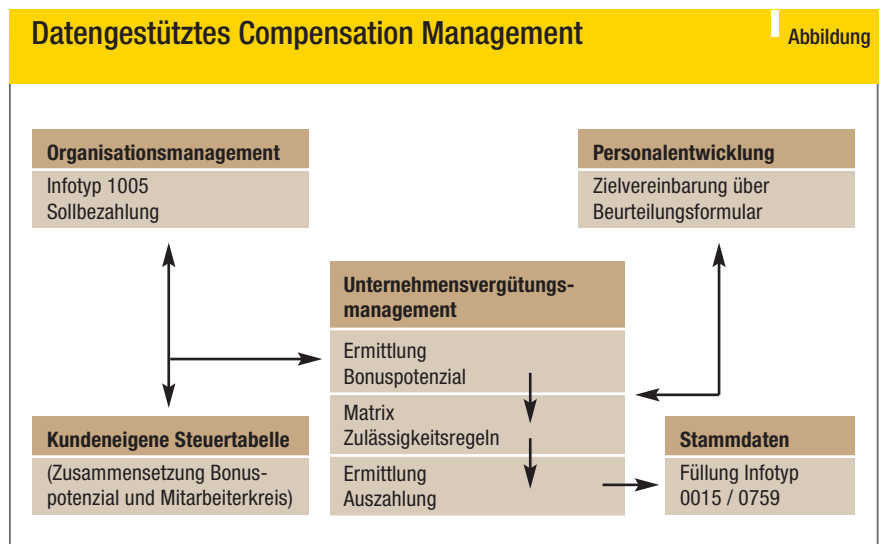 Datengestütztes Compensation Management
Abbildung
Organisationsmanagement
Infotyp 1005
Sollbezahlung
Personalentwicklung
Zielvereinbarung über
Beurteilungsformular
Unternehmensvergütungs-
management
Ermittlung
Bonuspotenzial
Matrix
Zulässigkeitsregeln
Ermittlung
Auszahlung
Kundeneigene Steuertabelle
(Zusammensetzung Bonus-
potenzial und Mitarbeiterkreis)
Stammdaten
Füllung Infotyp
0015 / 0759